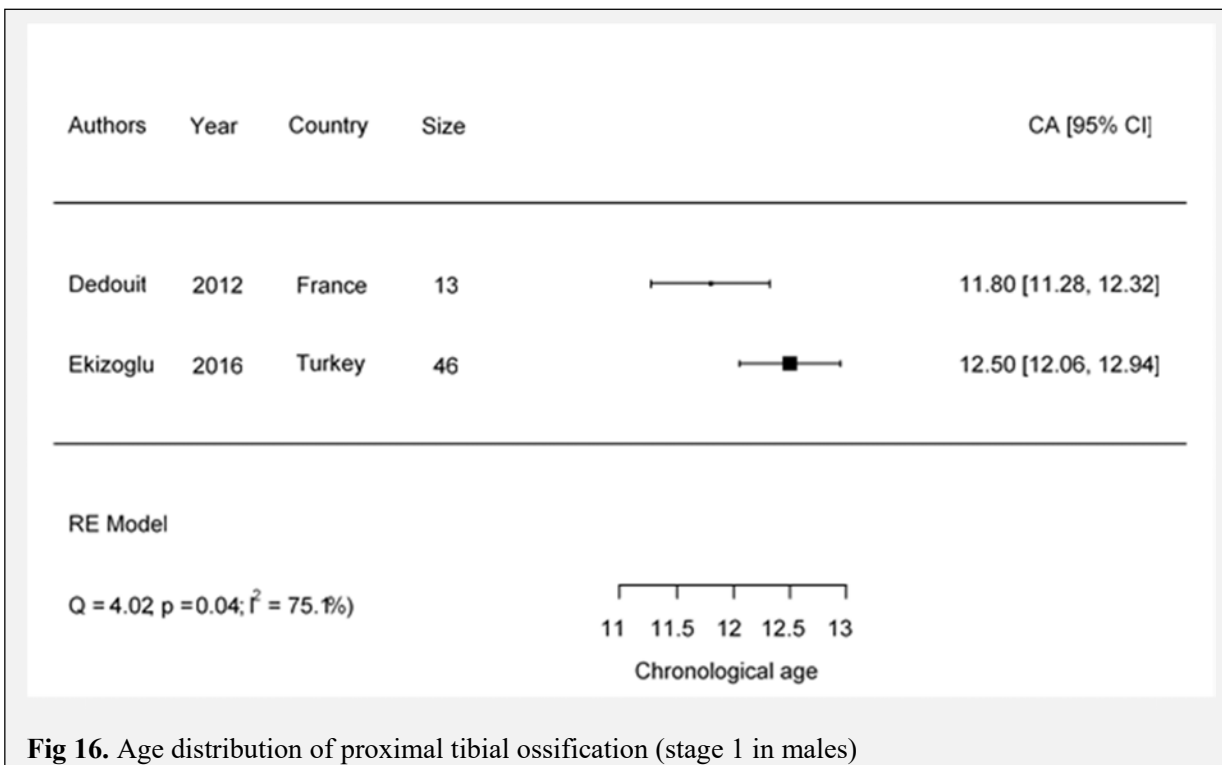 Authors Year Country Size CA [95% CI]
Dedouit 2012 France 13 11.80 [11.28, 12.32]
Ekizoglu 2016 Turkey 46 12.50 [12.06, 12.94]
RE Model
Q = 4.02 p =0.04; I² = 75.1%)
11 11.5 12 12.5 13
Chronological age
Fig 16. Age distribution of proximal tibial ossification (stage 1 in males)